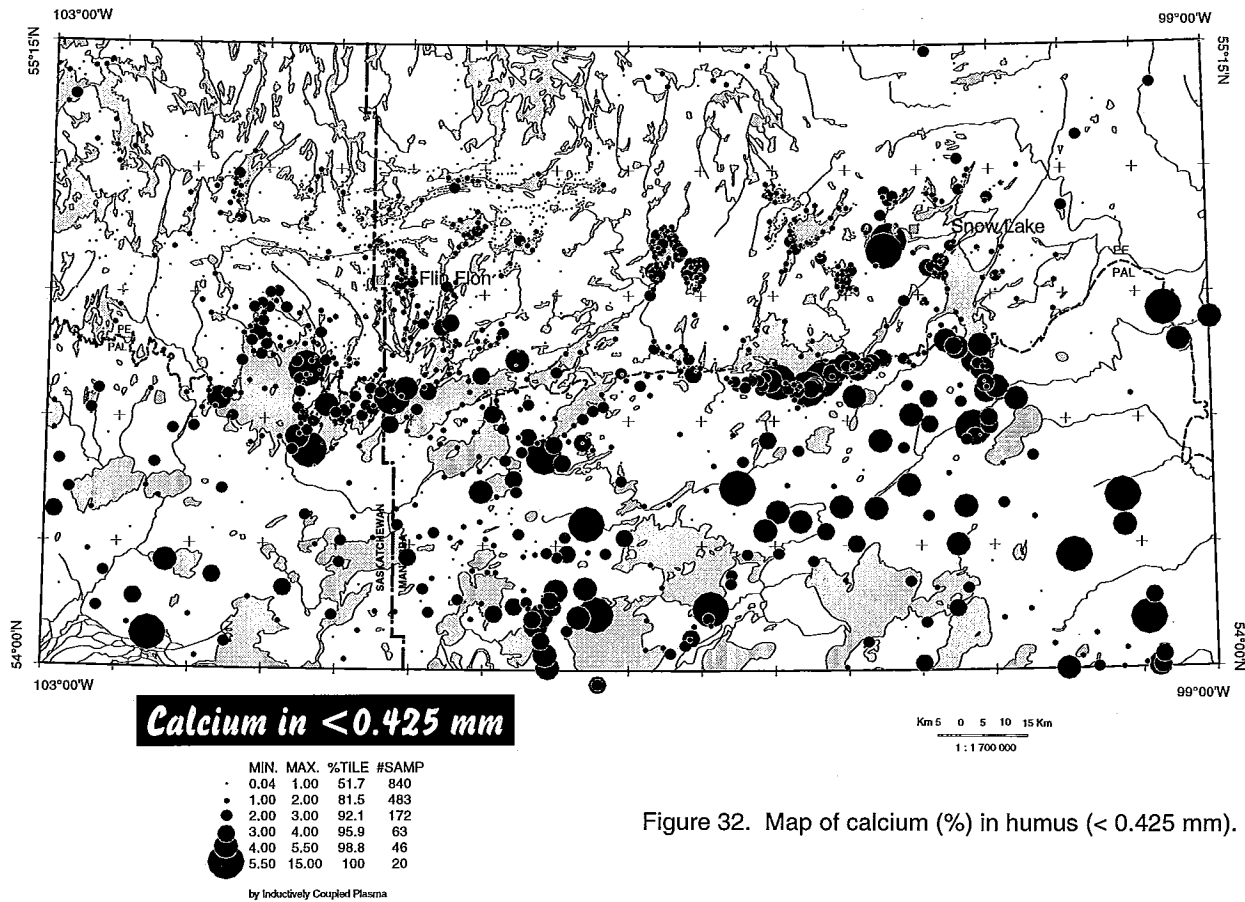 103°00'W
99°00'W
55°15'N
55°15'N
Snow Lake
Flin Flon
PE
PAL
PE
PAL
SASKATCHEWAN
MANITOBA
54°00'N
54°00'N
103°00'W
99°00'W
Calcium in <0.425 mm
Km 5 0 5 10 15 Km
1 : 1 700 000
MIN. MAX. %TILE #SAMP
0.04 1.00 51.7 840
1.00 2.00 81.5 483
2.00 3.00 92.1 172
3.00 4.00 95.9 63
4.00 5.50 98.8 46
5.50 15.00 100 20
by Inductively Coupled Plasma
Figure 32. Map of calcium (%) in humus (< 0.425 mm).